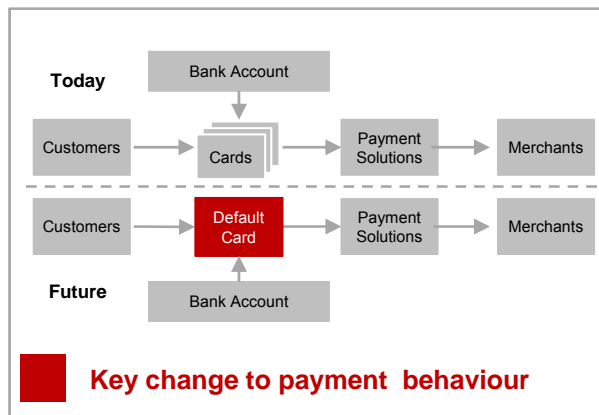 Today
Bank Account
Customers
Cards
Payment
Solutions
Merchants
Customers
Default
Card
Payment
Solutions
Merchants
Future
Bank Account
Key change to payment behaviour